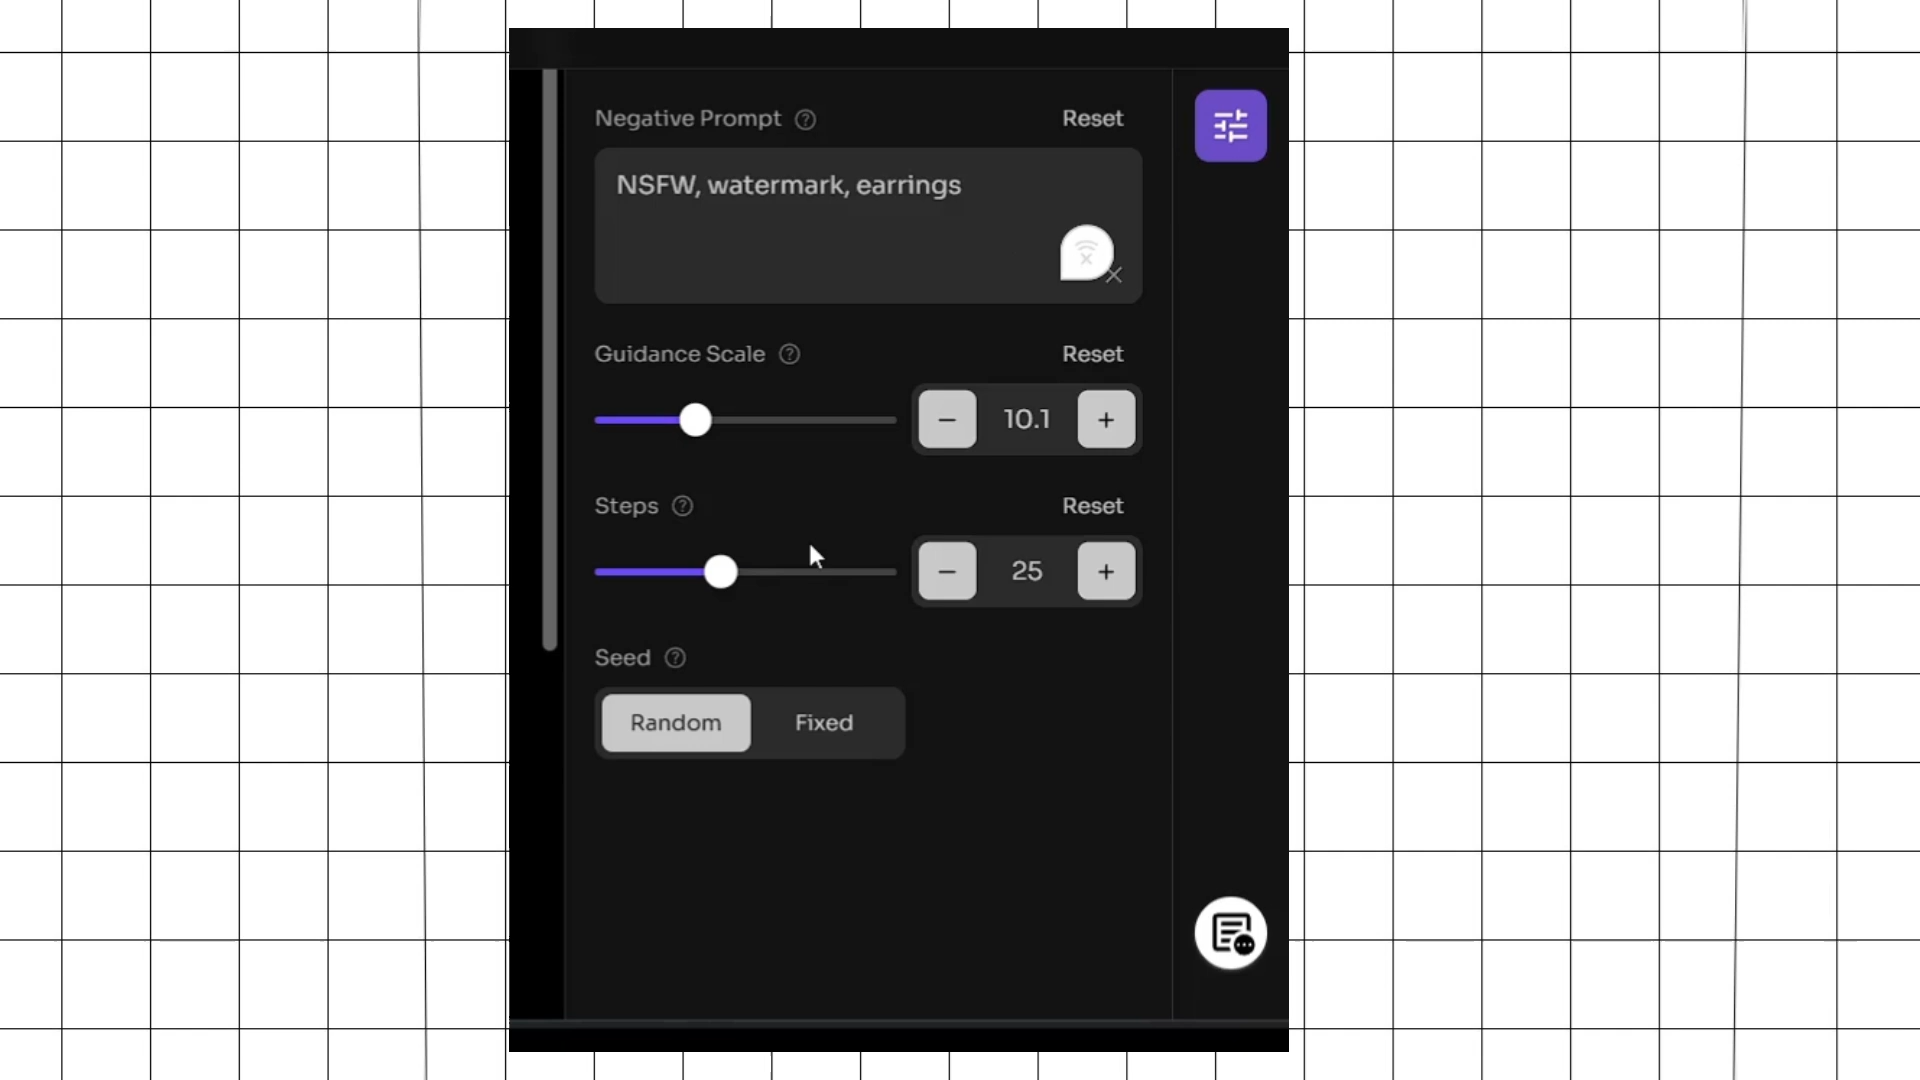 Negative Prompt Reset
NSFW, watermark, earrings
Guidance Scale Reset
10.1
Steps Reset
25
Seed
Random Fixed